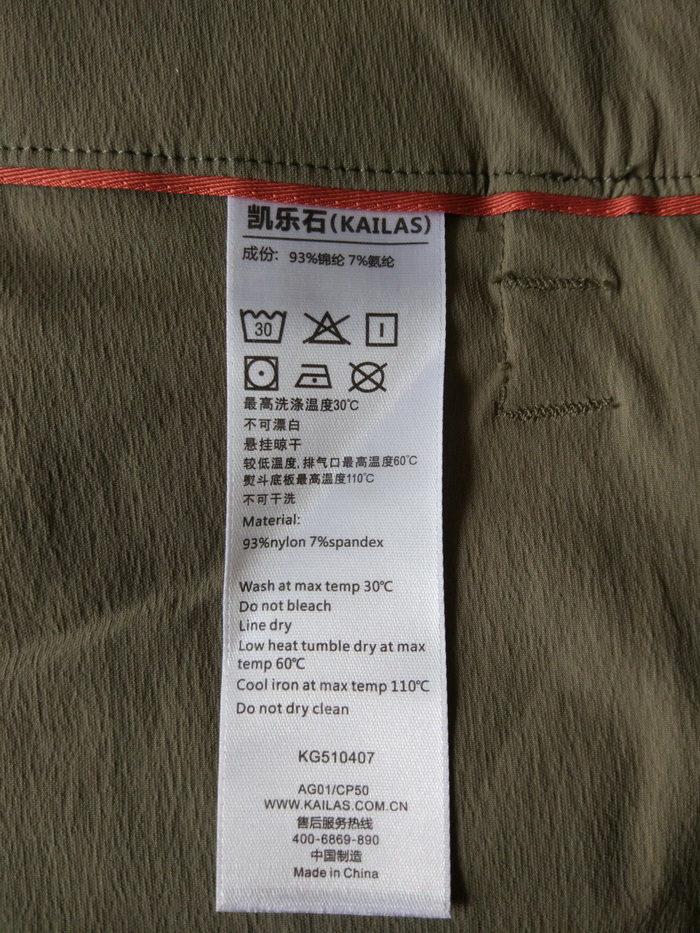 凯乐石(KAILAS)
成份: 93%锦纶 7%氨纶
30
最高洗涤温度30℃
不可漂白
悬挂晾干
较低温度,排气口最高温度60℃
熨斗底板最高温度110℃
不可干洗
Material:
93%nylon 7%spandex
Wash at max temp 30℃
Do not bleach
Line dry
Low heat tumble dry at max
temp 60℃
Cool iron at max temp 110℃
Do not dry clean
KG510407
AG01/CP50
WWW.KAILAS.COM.CN
售后服务热线
400-6869-890
中国制造
Made in China